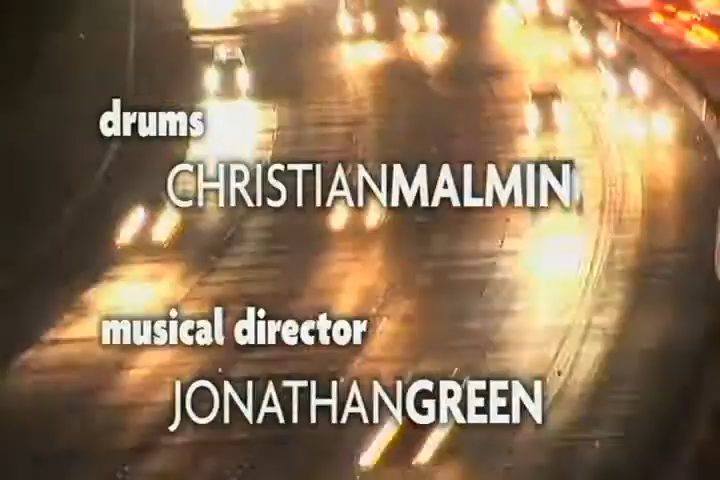 drums
CHRISTIANMALMIN
musical director
JONATHANGREEN